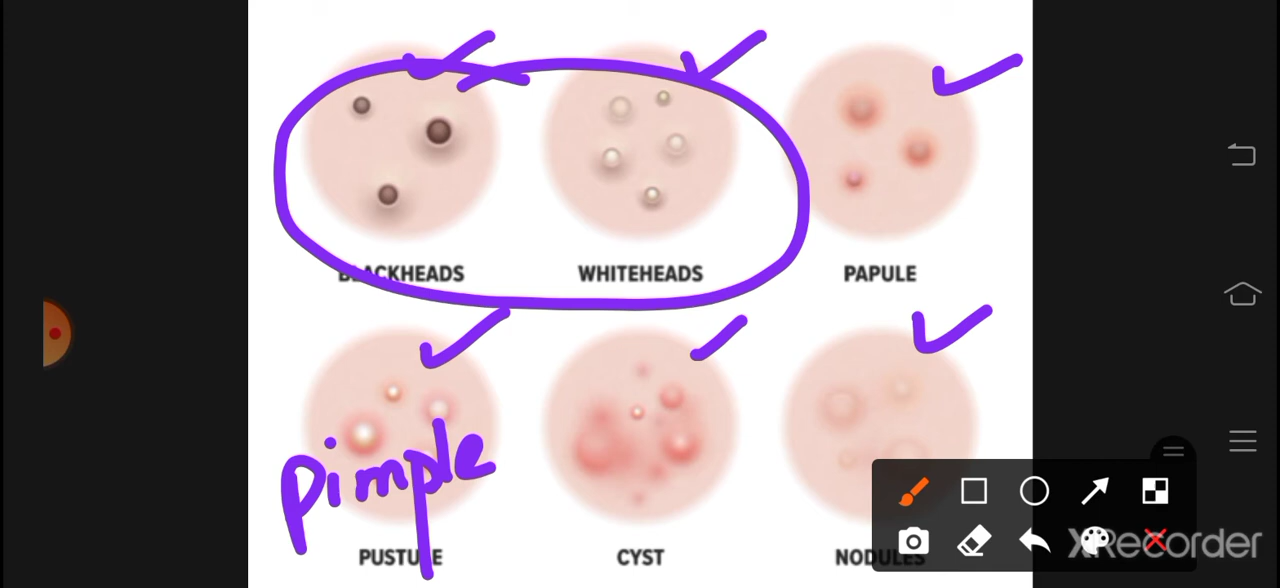 BLACKHEADS
WHITEHEADS
PAPULE
pimple
PUSTULE
CYST
NODULES
XRecorder